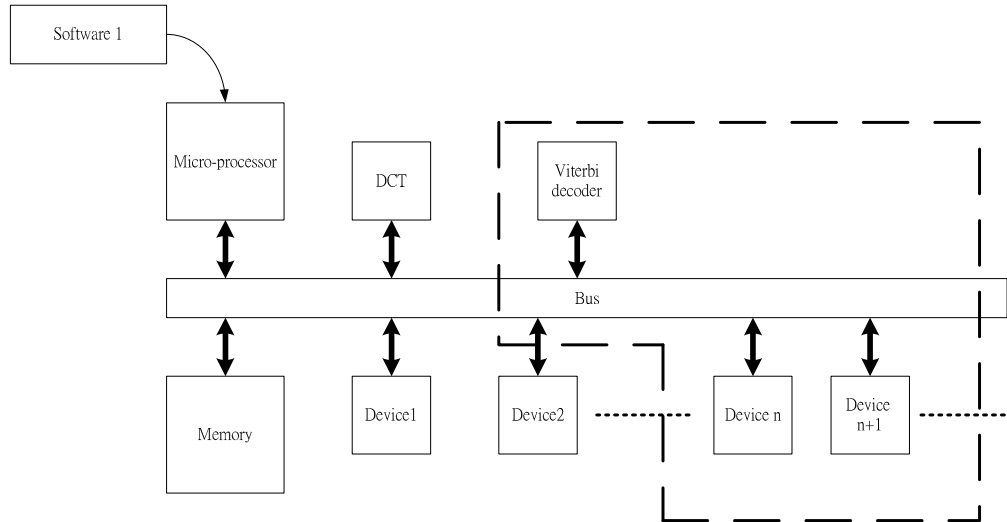 Software 1
Micro-processor
DCT
Viterbi
decoder
Bus
Memory
Device1
Device2
Device n
Device
n+1